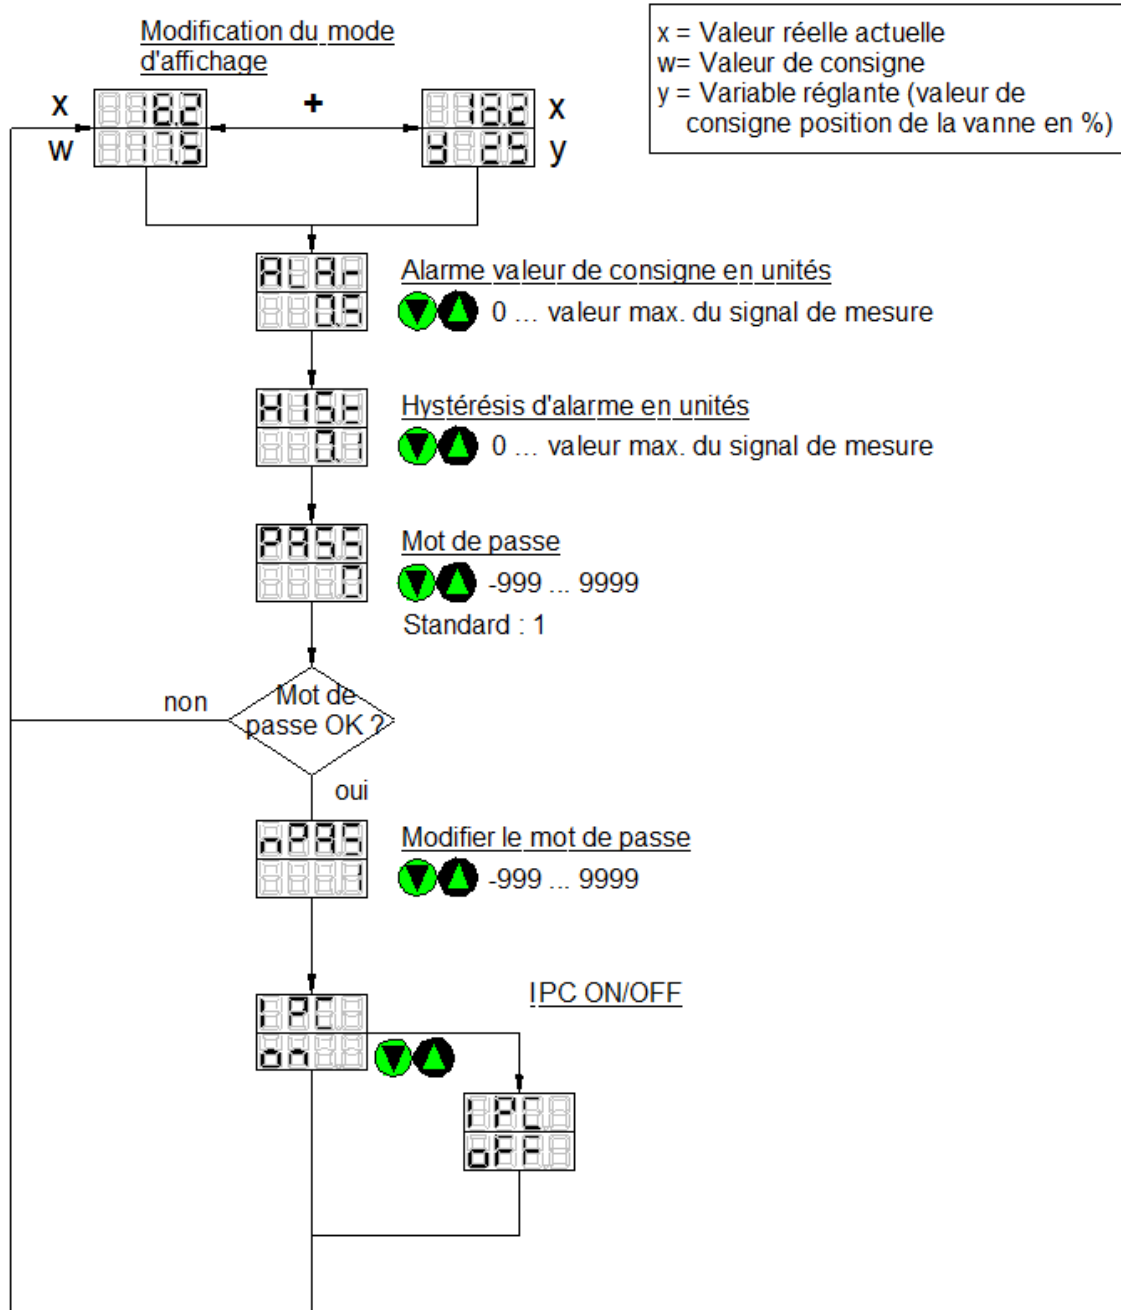 Modification du mode
d'affichage
x = Valeur réelle actuelle
w= Valeur de consigne
y = Variable réglante (valeur de
consigne position de la vanne en %)
x 18.2 + 18.2 x
w 17.5 y 25 y
ALAr
0.5
Alarme valeur de consigne en unités
0 ... valeur max. du signal de mesure
HISt
0.1
Hystérésis d'alarme en unités
0 ... valeur max. du signal de mesure
PASS
0
Mot de passe
-999 ... 9999
Standard : 1
non
Mot de
passe OK ?
oui
nPAS
1
Modifier le mot de passe
-999 ... 9999
IPC
on
IPC ON/OFF
IPC
oFF